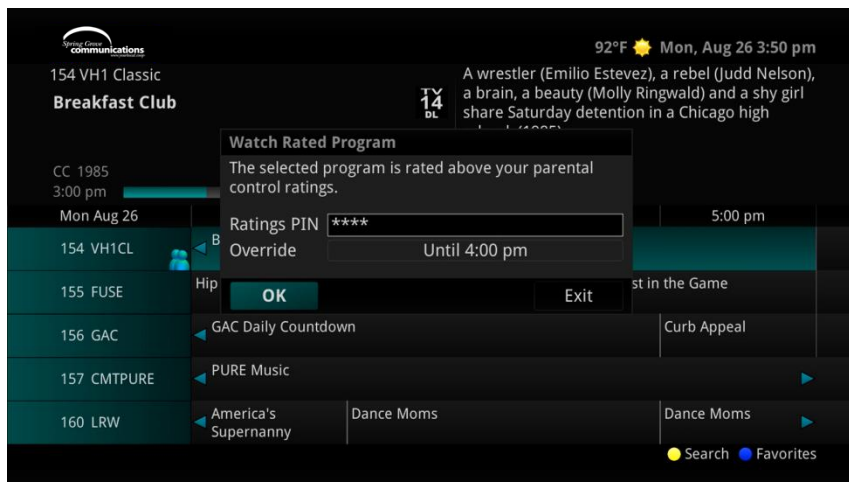 Spring Grove
communications
92°F Mon, Aug 26 3:50 pm
154 VH1 Classic
Breakfast Club
TV
14
DL
A wrestler (Emilio Estevez), a rebel (Judd Nelson),
a brain, a beauty (Molly Ringwald) and a shy girl
share Saturday detention in a Chicago high
CC 1985
3:00 pm
Watch Rated Program
The selected program is rated above your parental
control ratings.
Ratings PIN ****
Override Until 4:00 pm
OK Exit
Mon Aug 26 5:00 pm
154 VH1CL B
155 FUSE Hip st in the Game
156 GAC GAC Daily Countdown Curb Appeal
157 CMTPURE PURE Music
160 LRW America's Supernanny Dance Moms Dance Moms
Search Favorites